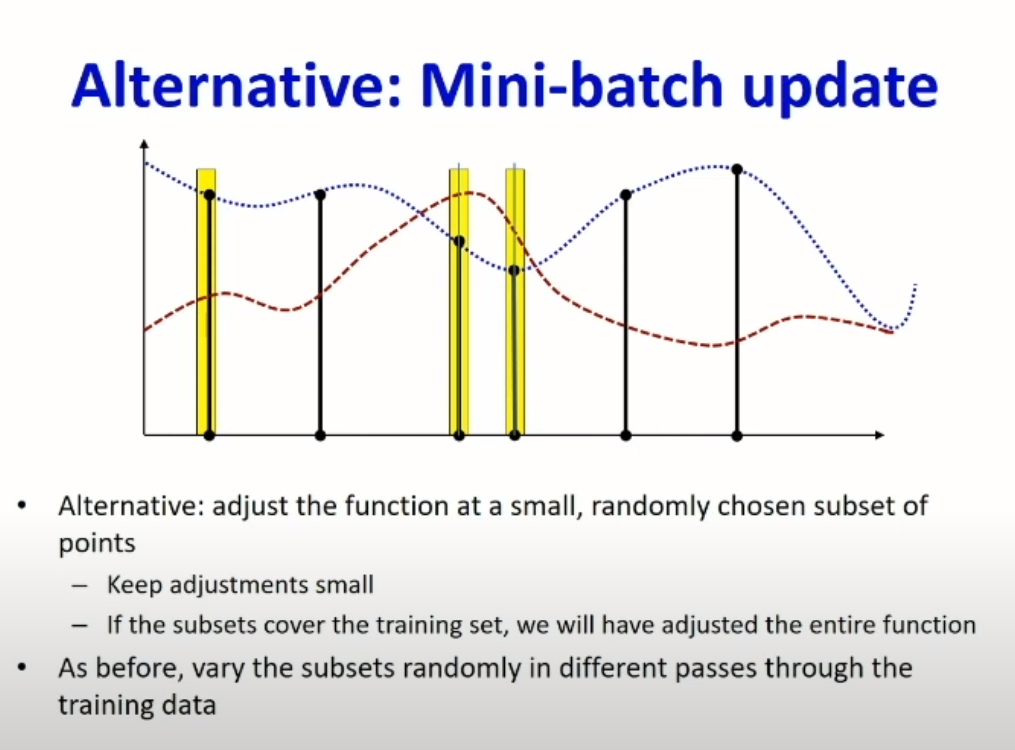 Alternative: Mini-batch update
• Alternative: adjust the function at a small, randomly chosen subset of
points
– Keep adjustments small
– If the subsets cover the training set, we will have adjusted the entire function
• As before, vary the subsets randomly in different passes through the
training data